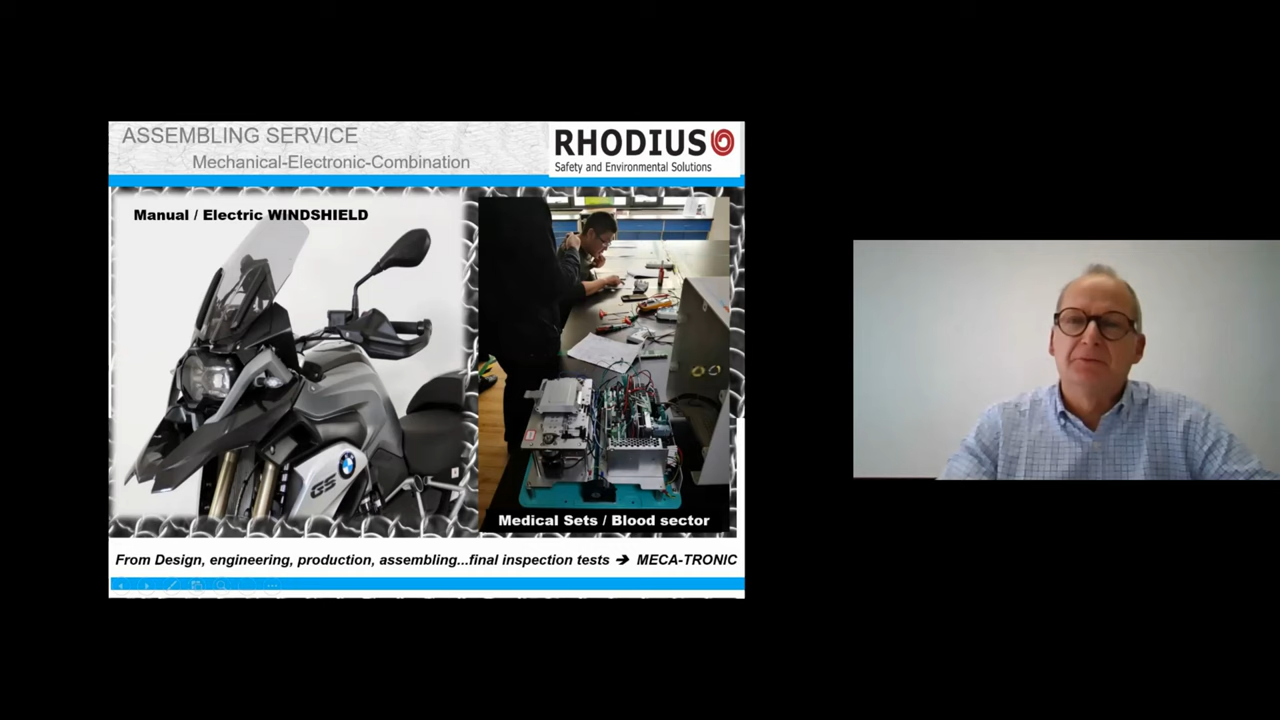 ASSEMBLING SERVICE
Mechanical-Electronic-Combination
RHODIUS
Safety and Environmental Solutions
Manual / Electric WINDSHIELD
GS
Medical Sets / Blood sector
From Design, engineering, production, assembling...final inspection tests ➔ MECA-TRONIC